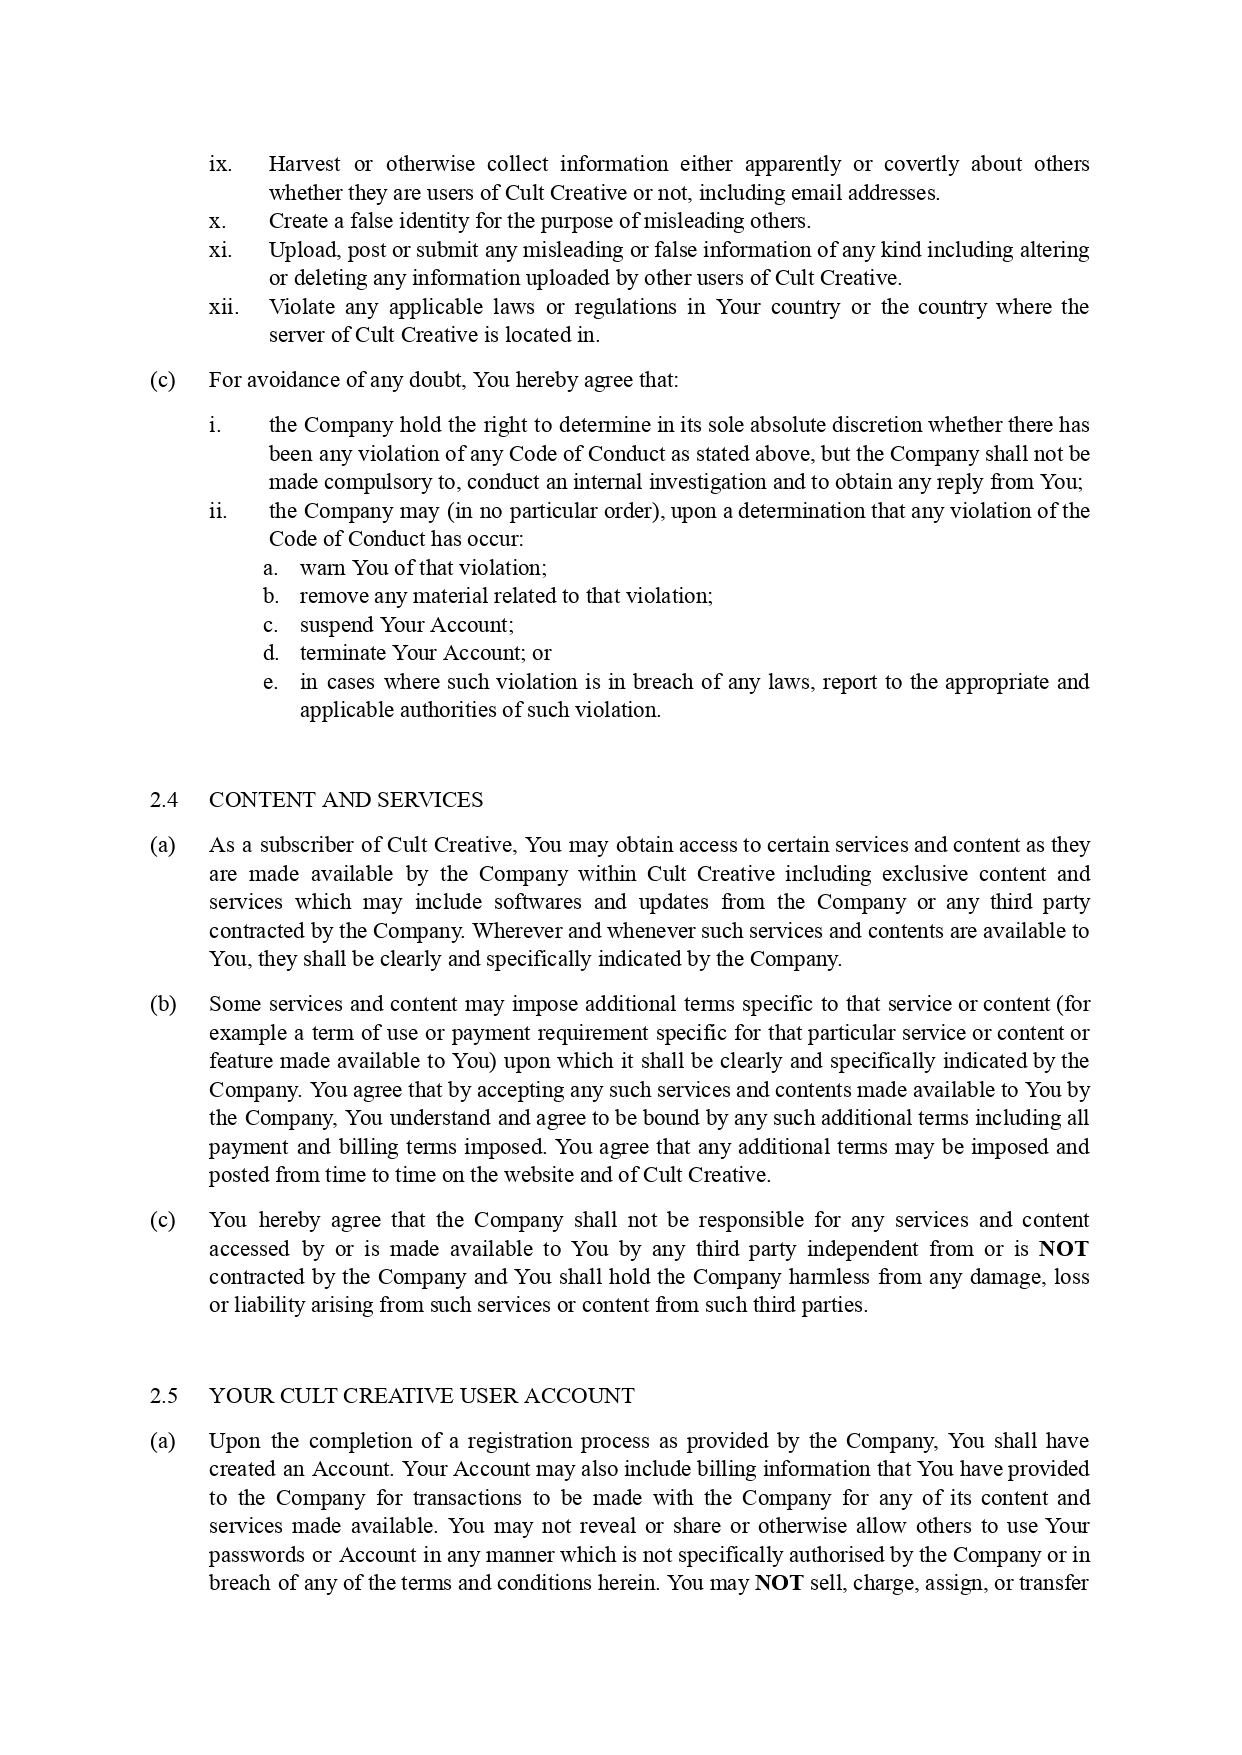 ix. Harvest or otherwise collect information either apparently or covertly about others
whether they are users of Cult Creative or not, including email addresses.
x. Create a false identity for the purpose of misleading others.
xi. Upload, post or submit any misleading or false information of any kind including altering
or deleting any information uploaded by other users of Cult Creative.
xii. Violate any applicable laws or regulations in Your country or the country where the
server of Cult Creative is located in.
(c) For avoidance of any doubt, You hereby agree that:
i. the Company hold the right to determine in its sole absolute discretion whether there has
been any violation of any Code of Conduct as stated above, but the Company shall not be
made compulsory to, conduct an internal investigation and to obtain any reply from You;
ii. the Company may (in no particular order), upon a determination that any violation of the
Code of Conduct has occur:
a. warn You of that violation;
b. remove any material related to that violation;
c. suspend Your Account;
d. terminate Your Account; or
e. in cases where such violation is in breach of any laws, report to the appropriate and
applicable authorities of such violation.
2.4 CONTENT AND SERVICES
(a) As a subscriber of Cult Creative, You may obtain access to certain services and content as they
are made available by the Company within Cult Creative including exclusive content and
services which may include softwares and updates from the Company or any third party
contracted by the Company. Wherever and whenever such services and contents are available to
You, they shall be clearly and specifically indicated by the Company.
(b) Some services and content may impose additional terms specific to that service or content (for
example a term of use or payment requirement specific for that particular service or content or
feature made available to You) upon which it shall be clearly and specifically indicated by the
Company. You agree that by accepting any such services and contents made available to You by
the Company, You understand and agree to be bound by any such additional terms including all
payment and billing terms imposed. You agree that any additional terms may be imposed and
posted from time to time on the website and of Cult Creative.
(c) You hereby agree that the Company shall not be responsible for any services and content
accessed by or is made available to You by any third party independent from or is NOT
contracted by the Company and You shall hold the Company harmless from any damage, loss
or liability arising from such services or content from such third parties.
2.5 YOUR CULT CREATIVE USER ACCOUNT
(a) Upon the completion of a registration process as provided by the Company, You shall have
created an Account. Your Account may also include billing information that You have provided
to the Company for transactions to be made with the Company for any of its content and
services made available. You may not reveal or share or otherwise allow others to use Your
passwords or Account in any manner which is not specifically authorised by the Company or in
breach of any of the terms and conditions herein. You may NOT sell, charge, assign, or transfer